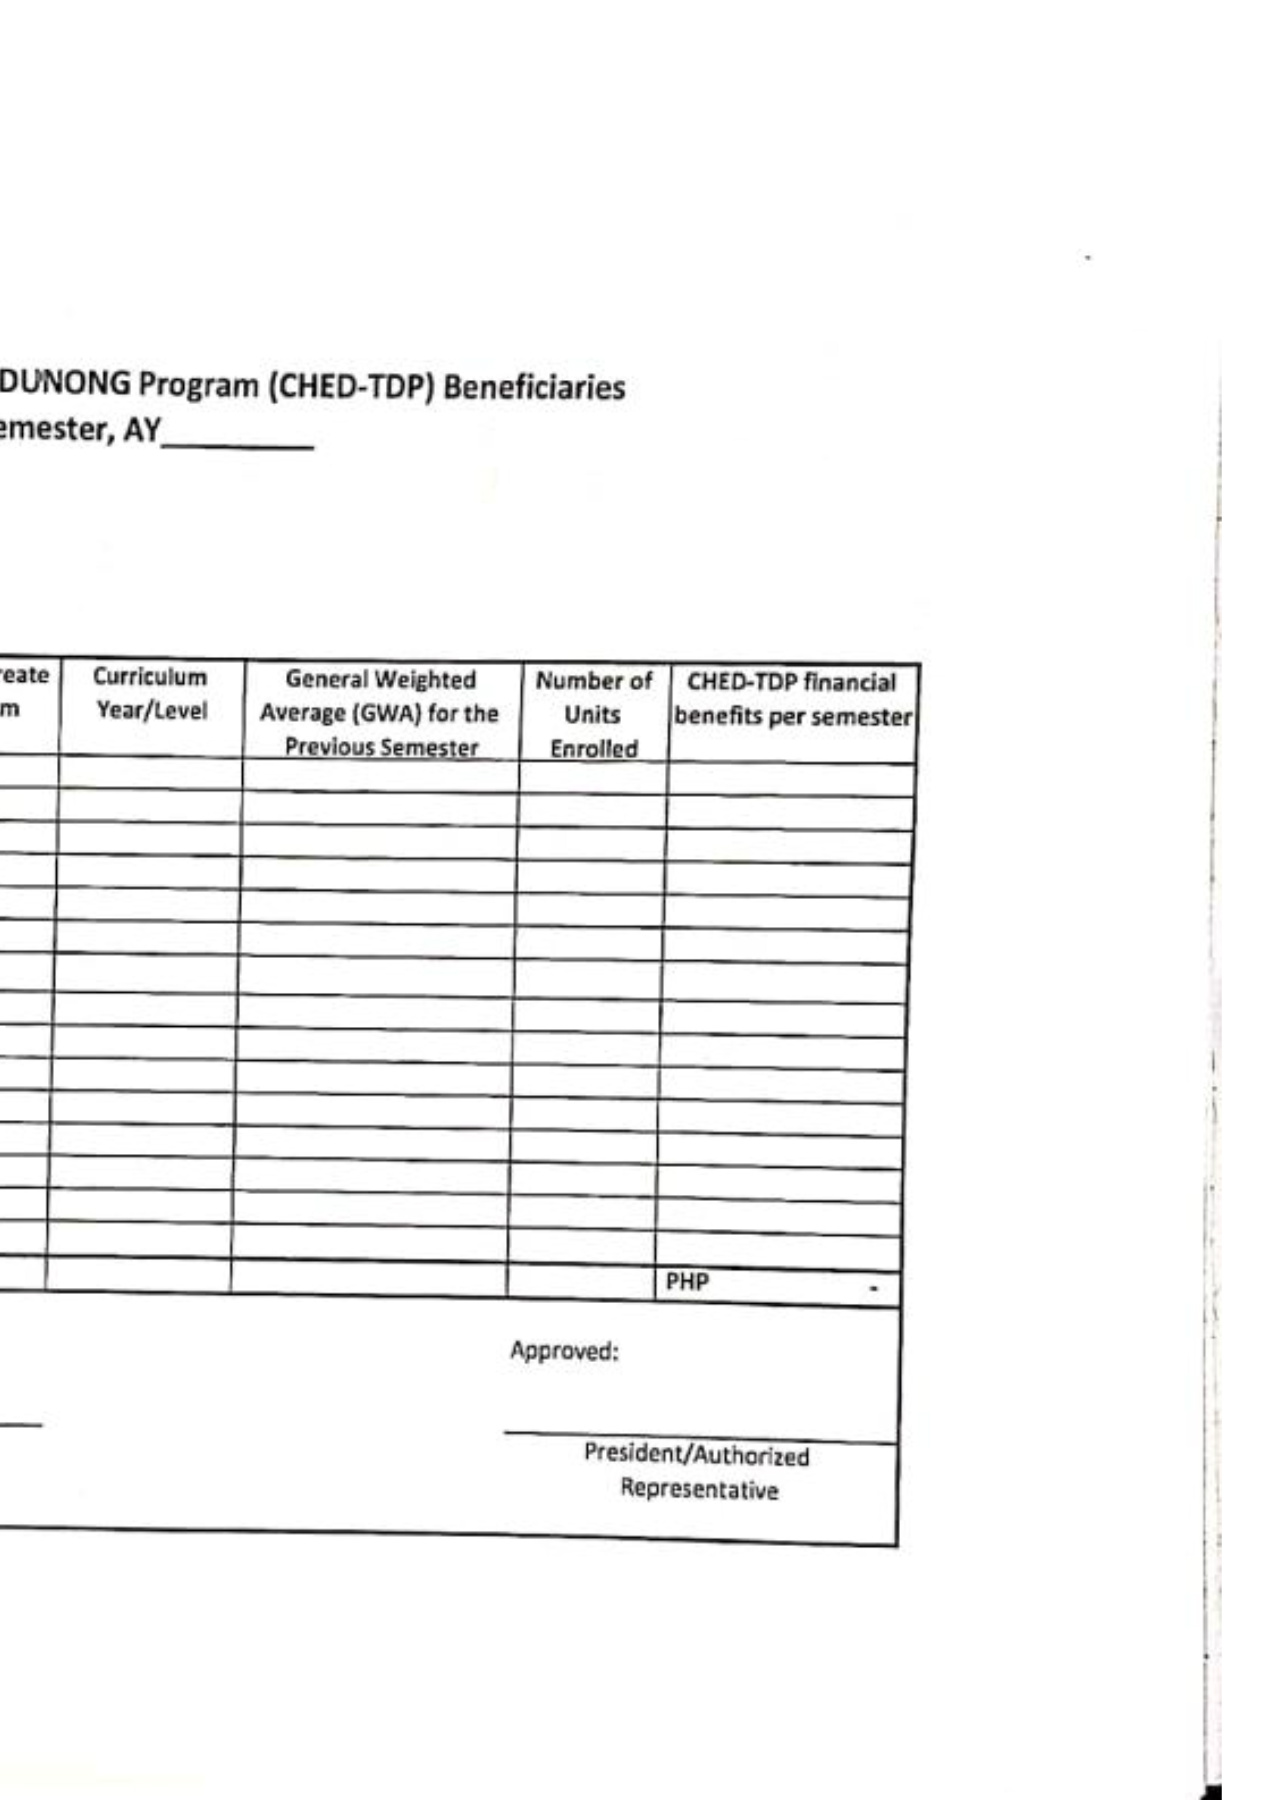 DUNONG Program (CHED-TDP) Beneficiaries
emester, AY________
reate
m
Curriculum
Year/Level
General Weighted
Average (GWA) for the
Previous Semester
Number of
Units
Enrolled
CHED-TDP financial
benefits per semester
PHP -
Approved:
President/Authorized
Representative